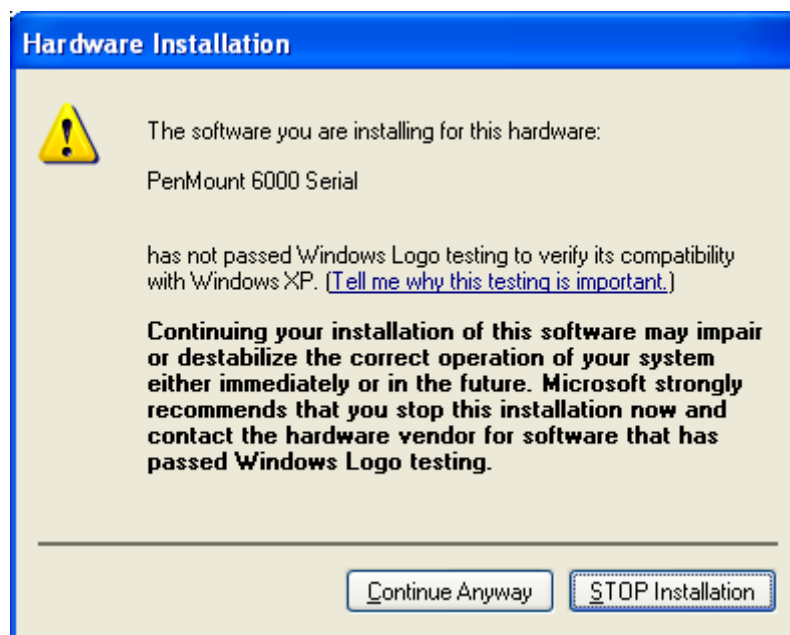 Hardware Installation
The software you are installing for this hardware:
PenMount 6000 Serial
has not passed Windows Logo testing to verify its compatibility
with Windows XP. (Tell me why this testing is important.)
Continuing your installation of this software may impair
or destabilize the correct operation of your system
either immediately or in the future. Microsoft strongly
recommends that you stop this installation now and
contact the hardware vendor for software that has
passed Windows Logo testing.
Continue Anyway
STOP Installation